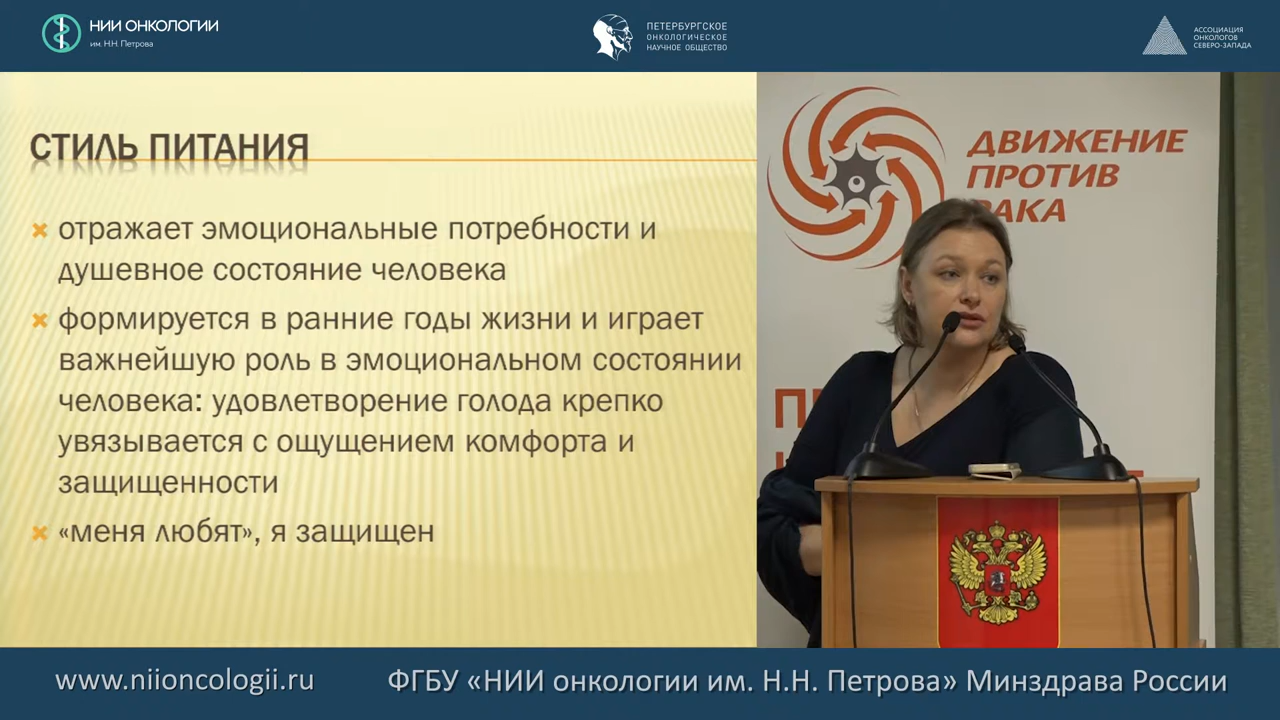 НИИ ОНКОЛОГИИ
им. Н.Н. Петрова
ПЕТЕРБУРГСКОЕ
ОНКОЛОГИЧЕСКОЕ
НАУЧНОЕ ОБЩЕСТВО
АССОЦИАЦИЯ
ОНКОЛОГОВ
СЕВЕРО-ЗАПАДА
СТИЛЬ ПИТАНИЯ
отражает эмоциональные потребности и
душевное состояние человека
формируется в ранние годы жизни и играет
важнейшую роль в эмоциональном состоянии
человека: удовлетворение голода крепко
увязывается с ощущением комфорта и
защищенности
«меня любят», я защищен
ДВИЖЕНИЕ
ПРОТИВ
РАКА
www.niioncologii.ru
ФГБУ «НИИ онкологии им. Н.Н. Петрова» Минздрава России